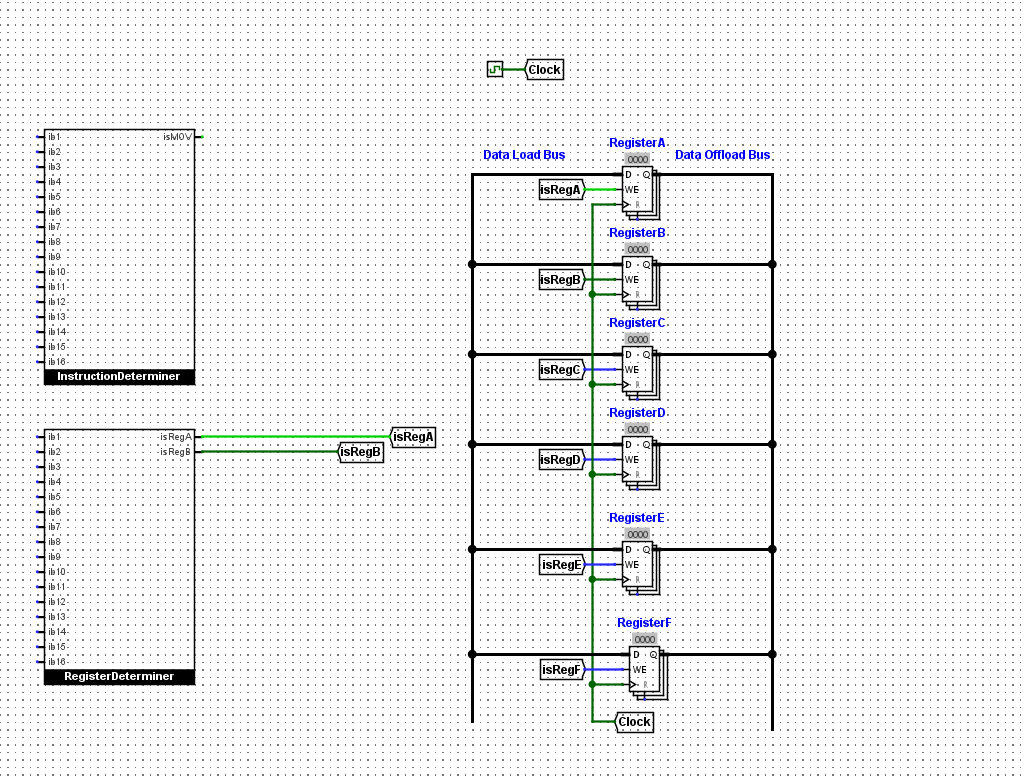 Clock
ib1 isMOV
ib2
ib3
ib4
ib5
ib6
ib7
ib8
ib9
ib10
ib11
ib12
ib13
ib14
ib15
ib16
InstructionDeterminer
ib1 isRegA
ib2 isRegB
ib3
ib4
ib5
ib6
ib7
ib8
ib9
ib10
ib11
ib12
ib13
ib14
ib15
ib16
RegisterDeterminer
isRegA
isRegB
Data Load Bus
Data Offload Bus
RegisterA
0000
D Q
isRegA WE
R
RegisterB
0000
D Q
isRegB WE
R
RegisterC
0000
D Q
isRegC WE
R
RegisterD
0000
D Q
isRegD WE
R
RegisterE
0000
D Q
isRegE WE
R
RegisterF
0000
D Q
isRegF WE
R
Clock